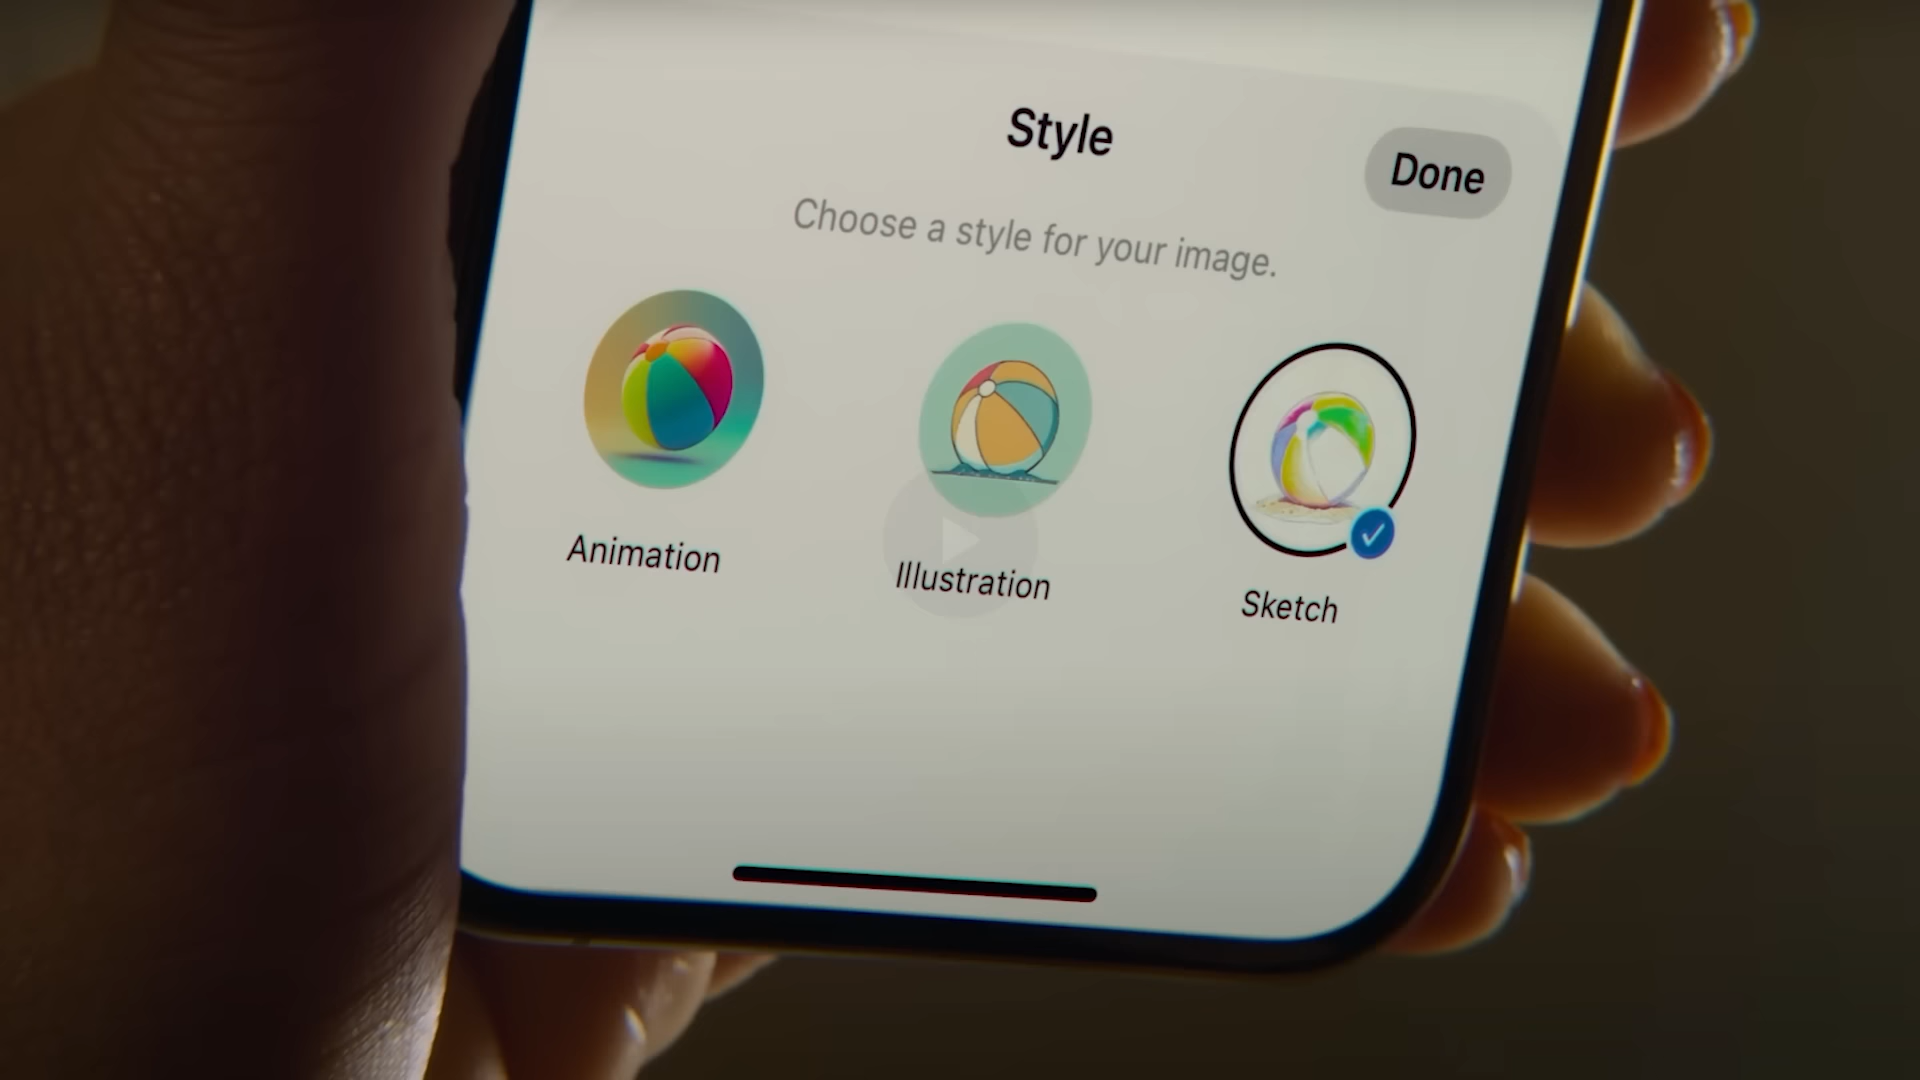 Style
Done
Choose a style for your image.
Animation
Illustration
Sketch